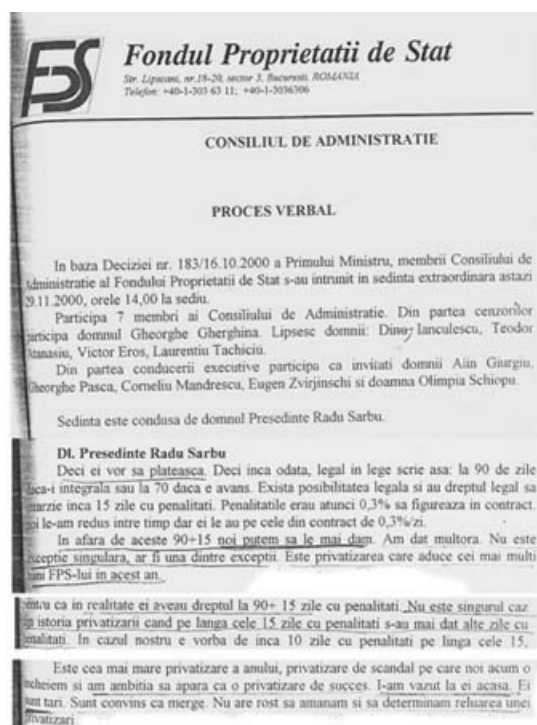 FPS
Fondul Proprietatii de Stat
Str. Lipscani, nr.18-20, sector 3, Bucuresti, ROMANIA
Telefon: +40-1-303 63 11; +40-1-3036306
CONSILIUL DE ADMINISTRATIE
PROCES VERBAL
In baza Deciziei nr. 183/16.10.2000 a Primului Ministru, membrii Consiliului de
Administratie al Fondului Proprietatii de Stat s-au intrunit in sedinta extraordinara astazi
29.11.2000, orele 14,00 la sediu.
Participa 7 membri ai Consiliului de Administratie. Din partea cenzorilor
participa domnul Gheorghe Gherghina. Lipsesc domnii: Dinu Ianculescu, Teodor
Atanasiu, Victor Eros, Laurentiu Tachiciu.
Din partea conducerii executive participa ca invitati domnii Alin Giurgiu,
Gheorghe Pasca, Corneliu Mandrescu, Eugen Zvirjinschi si doamna Olimpia Schiopu.
Sedinta este condusa de domnul Presedinte Radu Sarbu.
Dl. Presedinte Radu Sarbu
Deci ei vor sa plateasca. Deci inca odata, legal in lege scrie asa: la 90 de zile
daca-i integrala sau la 70 daca e avans. Exista posibilitatea legala si au dreptul legal sa
intarzie inca 15 zile cu penalitati. Penalitatile erau atunci 0,3% sa figureaza in contract.
noi le-am redus intre timp dar ei le au pe cele din contract de 0,3%/zi.
In afara de aceste 90+15 noi putem sa le mai dam. Am dat multora. Nu este
exceptie singulara, ar fi una dintre exceptii. Este privatizarea care aduce cei mai multi
bani FPS-lui in acest an.
pentru ca in realitate ei aveau dreptul la 90+ 15 zile cu penalitati. Nu este singurul caz
in istoria privatizarii cand pe langa cele 15 zile cu penalitati s-au mai dat alte zile cu
penalitati. In cazul nostru e vorba de inca 10 zile cu penalitati pe linga cele 15,
Este cea mai mare privatizare a anului, privatizare de scandal pe care noi acum o
incheiem si am ambitia sa apara ca o privatizare de succes. I-am vazut la ei acasa. Ei
sunt tari. Sunt convins ca merge. Nu are rost sa amanam si sa determinam reluarea unei
privatizari